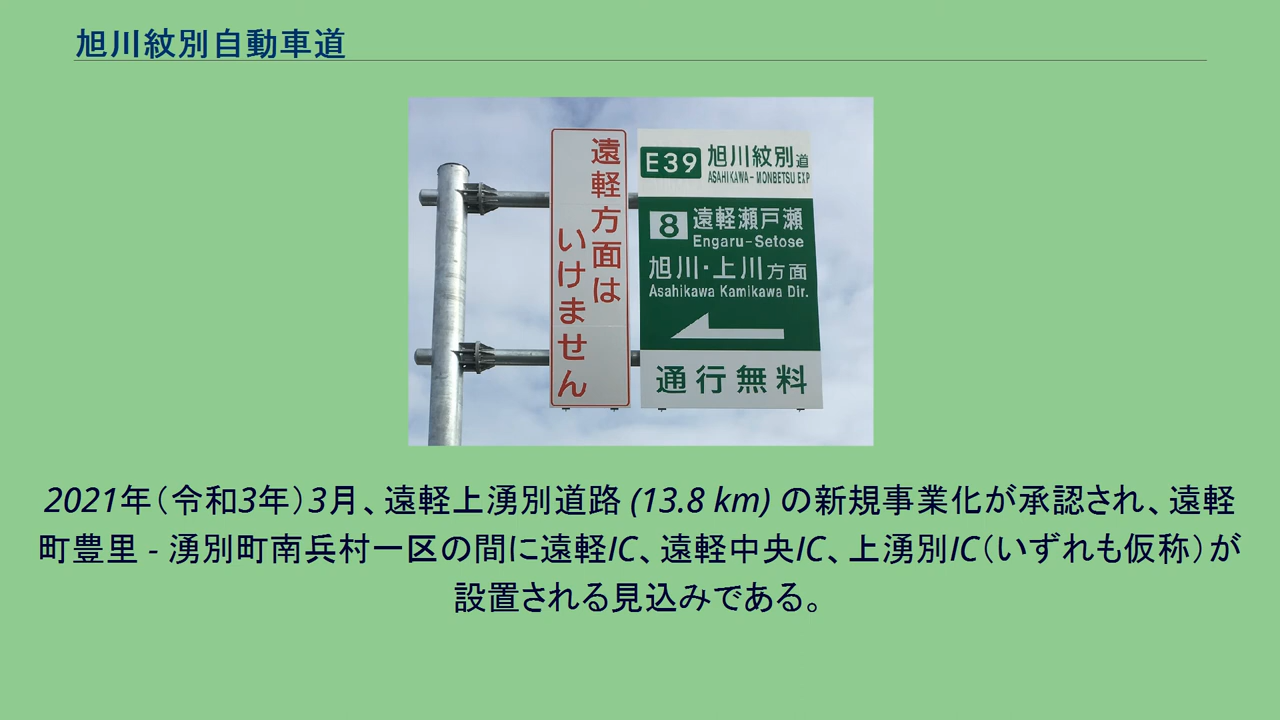 旭川紋別自動車道
遠軽方面は
いけません
E39 旭川紋別道
ASAHIKAWA-MONBETSU EXP
8 遠軽瀬戸瀬
Engaru-Setose
旭川・上川方面
Asahikawa Kamikawa Dir.
通行無料
2021年（令和3年）3月、遠軽上湧別道路 (13.8 km) の新規事業化が承認され、遠軽
町豊里 - 湧別町南兵村一区の間に遠軽IC、遠軽中央IC、上湧別IC（いずれも仮称）が
設置される見込みである。